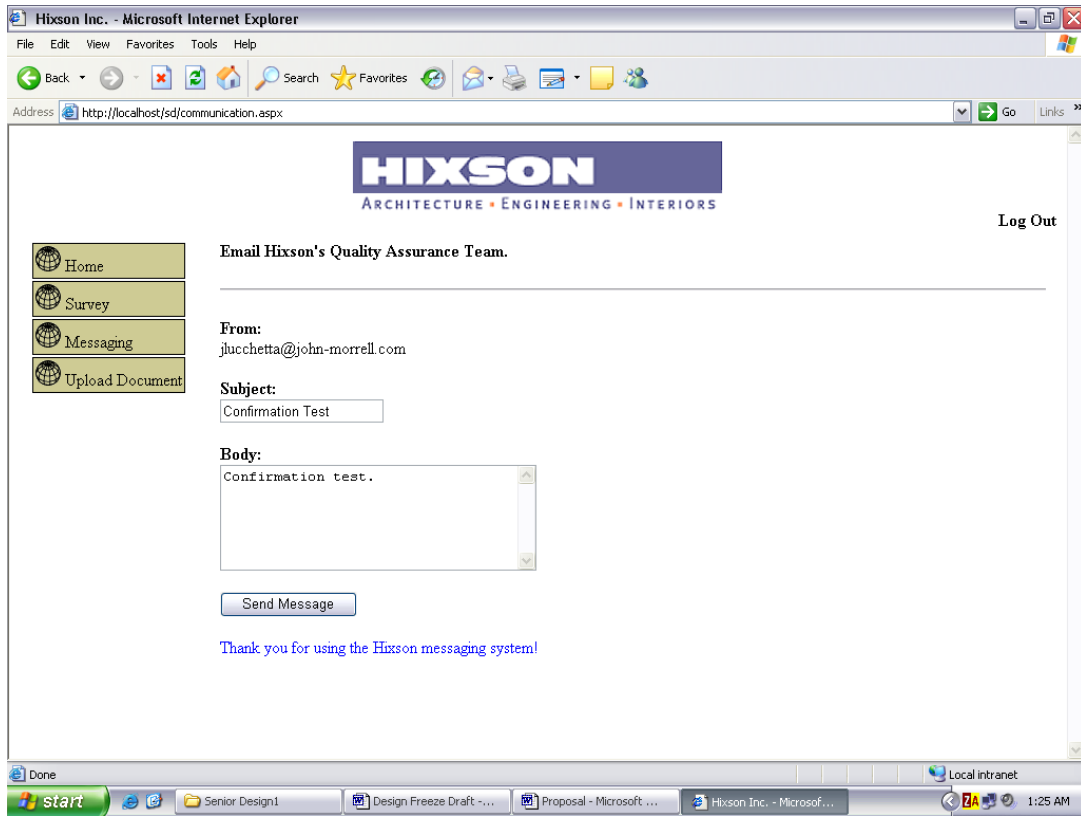 Hixson Inc. - Microsoft Internet Explorer
File Edit View Favorites Tools Help
Back Search Favorites
Address http://localhost/sd/communication.aspx Go Links »
HIXSON
ARCHITECTURE ▪ ENGINEERING ▪ INTERIORS
Log Out
Home
Survey
Messaging
Upload Document
Email Hixson's Quality Assurance Team.
From:
jlucchetta@john-morrell.com
Subject:
Confirmation Test
Body:
Confirmation test.
Send Message
Thank you for using the Hixson messaging system!
Done Local intranet
start Senior Design1 Design Freeze Draft -... Proposal - Microsoft ... Hixson Inc. - Microsof... ZA 1:25 AM